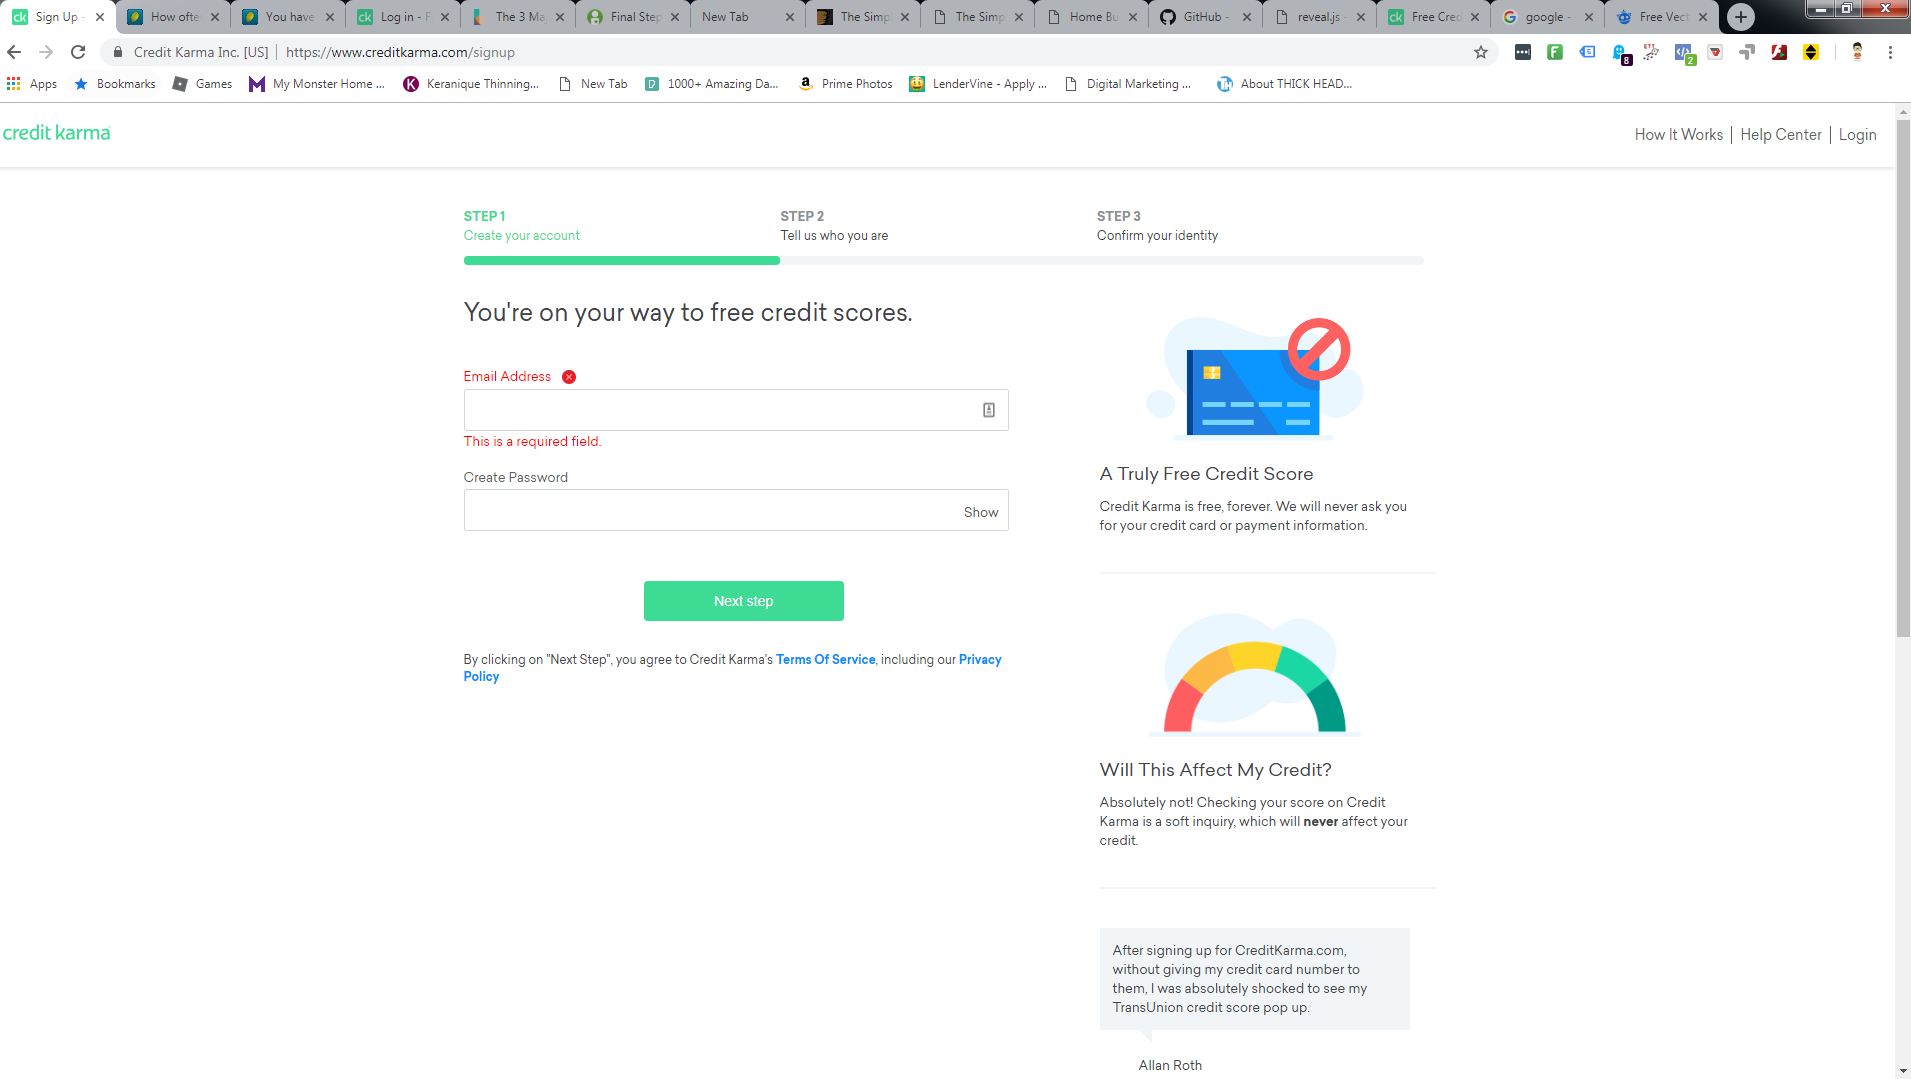 ck Sign Up - How ofte You have ck Log in - F The 3 Ma Final Step New Tab The Simp The Simp Home Bu GitHub - reveal.js - ck Free Cred google - Free Vect
Credit Karma Inc. [US] | https://www.creditkarma.com/signup
8 ETT 2
Apps Bookmarks Games My Monster Home ... Keranique Thinning... New Tab 1000+ Amazing Da... Prime Photos LenderVine - Apply ... Digital Marketing ... About THICK HEAD...
credit karma
How It Works | Help Center | Login
STEP 1 STEP 2 STEP 3
Create your account Tell us who you are Confirm your identity
You're on your way to free credit scores.
Email Address
This is a required field.
Create Password
Show
Next step
By clicking on "Next Step", you agree to Credit Karma's Terms Of Service, including our Privacy
Policy
A Truly Free Credit Score
Credit Karma is free, forever. We will never ask you
for your credit card or payment information.
Will This Affect My Credit?
Absolutely not! Checking your score on Credit
Karma is a soft inquiry, which will never affect your
credit.
After signing up for CreditKarma.com,
without giving my credit card number to
them, I was absolutely shocked to see my
TransUnion credit score pop up.
Allan Roth